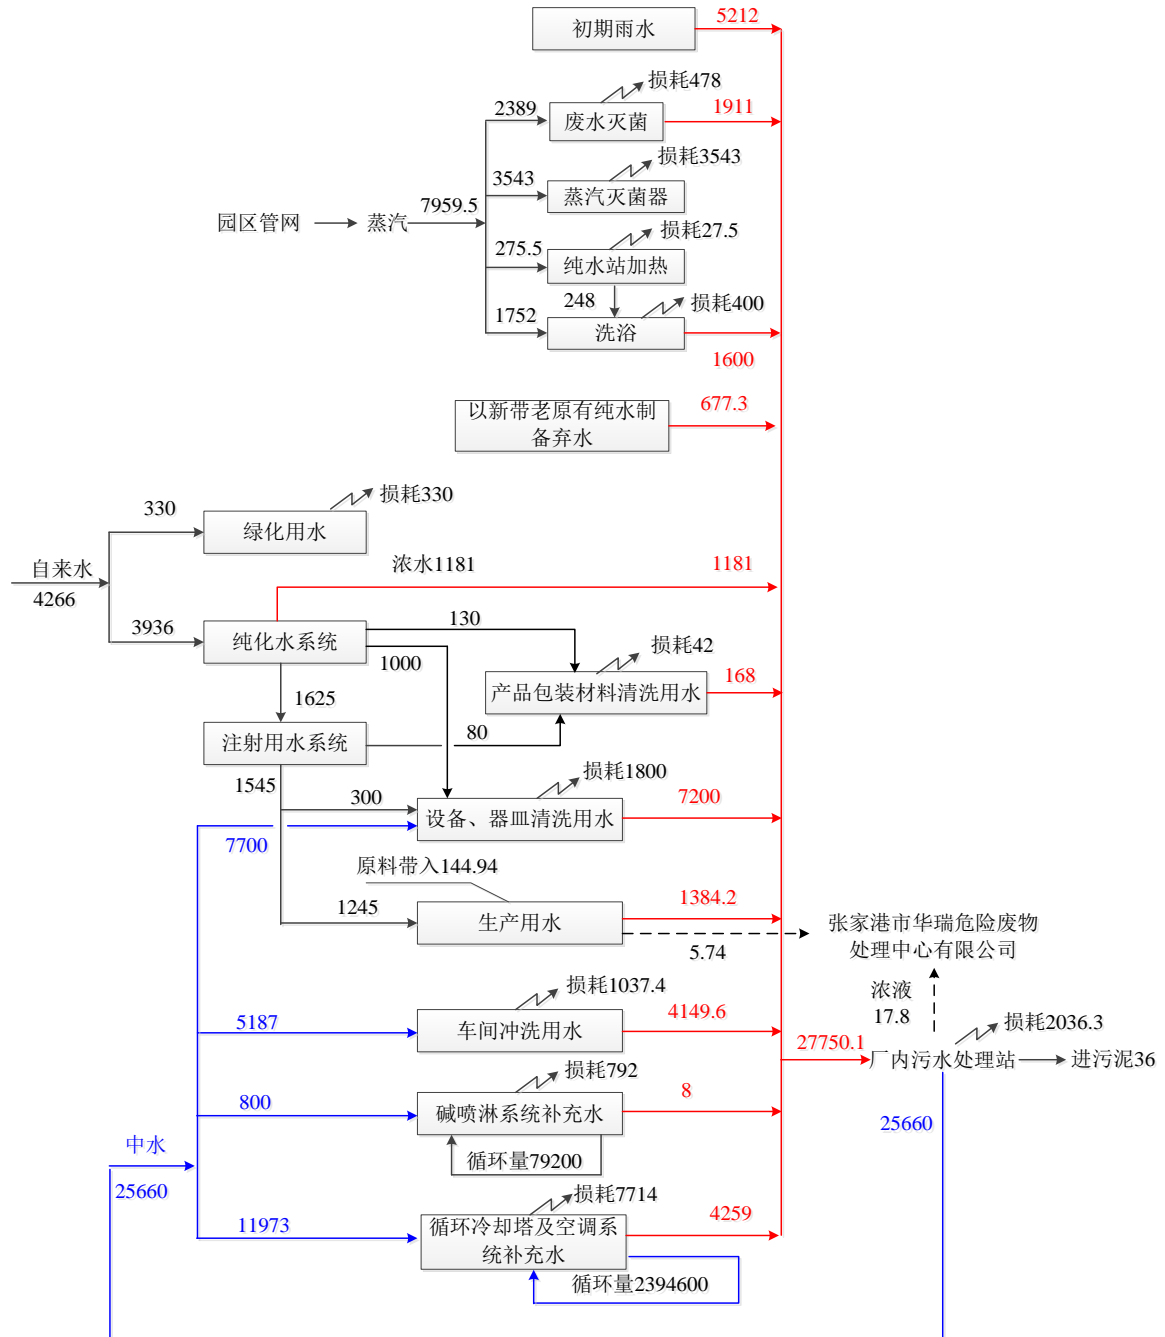 初期雨水
5212
损耗478
2389
废水灭菌
1911
损耗3543
3543
蒸汽灭菌器
园区管网
蒸汽
7959.5
损耗27.5
275.5
纯水站加热
248
损耗400
1752
洗浴
1600
以新带老原有纯水制
备弃水
677.3
330
损耗330
绿化用水
自来水
4266
浓水1181
1181
3936
纯化水系统
130
1000
损耗42
产品包装材料清洗用水
168
1625
注射用水系统
80
1545
损耗1800
300
设备、器皿清洗用水
7200
7700
原料带入144.94
1245
生产用水
1384.2
5.74
张家港市华瑞危险废物
处理中心有限公司
浓液
17.8
损耗1037.4
5187
车间冲洗用水
4149.6
27750.1
厂内污水处理站
损耗2036.3
进污泥36
损耗792
800
碱喷淋系统补充水
8
循环量79200
25660
中水
25660
损耗7714
11973
循环冷却塔及空调系
统补充水
4259
循环量2394600